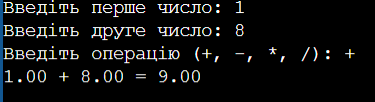 Введіть перше число: 1
Введіть друге число: 8
Введіть операцію (+, -, *, /): +
1.00 + 8.00 = 9.00